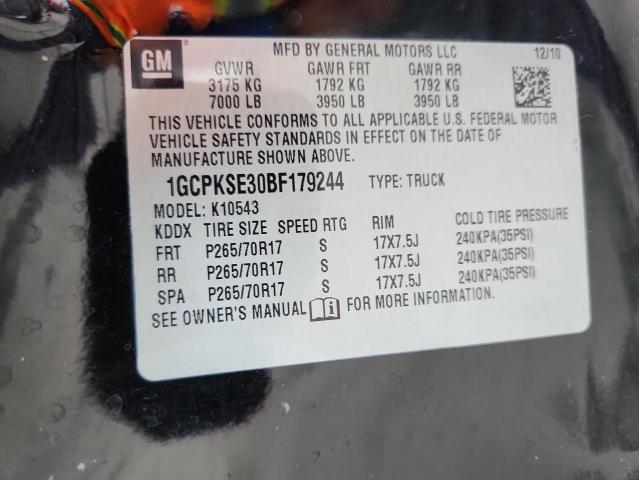 GM
MFD BY GENERAL MOTORS LLC 12/10
GVWR GAWR FRT GAWR RR
3175 KG 1792 KG 1792 KG
7000 LB 3950 LB 3950 LB
THIS VEHICLE CONFORMS TO ALL APPLICABLE U.S. FEDERAL MOTOR
VEHICLE SAFETY STANDARDS IN EFFECT ON THE DATE OF
MANUFACTURE SHOWN ABOVE.
1GCPKSE30BF179244 TYPE: TRUCK
MODEL: K10543
KDDX TIRE SIZE SPEED RTG RIM COLD TIRE PRESSURE
FRT P265/70R17 S 17X7.5J 240KPA(35PSI)
RR P265/70R17 S 17X7.5J 240KPA(35PSI)
SPA P265/70R17 S 17X7.5J 240KPA(35PSI)
SEE OWNER'S MANUAL i FOR MORE INFORMATION.